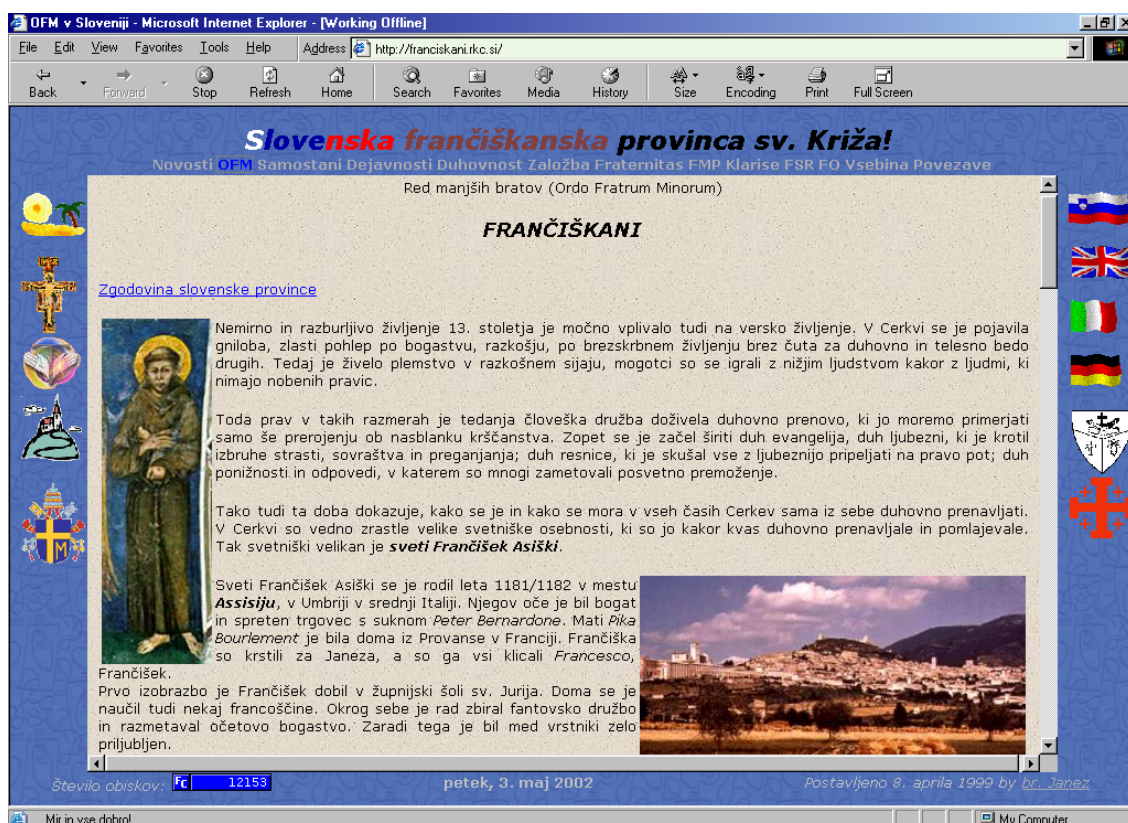 OFM v Sloveniji - Microsoft Internet Explorer - [Working Offline]
File Edit View Favorites Tools Help Address http://franciskani.rkc.si/
Back Forward Stop Refresh Home Search Favorites Media History Size Encoding Print Full Screen
Slovenska frančiškanska provinca sv. Križa!
Novosti OFM Samostani Dejavnosti Duhovnost Založba Fraternitas FMP Klarise FSR FO Vsebina Povezave
Red manjših bratov (Ordo Fratrum Minorum)
FRANČIŠKANI
Zgodovina slovenske province
Nemirno in razburljivo življenje 13. stoletja je močno vplivalo tudi na versko življenje. V Cerkvi se je pojavila
gniloba, zlasti pohlep po bogastvu, razkošju, po brezskrbnem življenju brez čuta za duhovno in telesno bedo
drugih. Tedaj je živelo plemstvo v razkošnem sijaju, mogotci so se igrali z nižjim ljudstvom kakor z ljudmi, ki
nimajo nobenih pravic.
Toda prav v takih razmerah je tedanja človeška družba doživela duhovno prenovo, ki jo moremo primerjati
samo še prerojenju ob nasblanku krščanstva. Zopet se je začel širiti duh evangelija, duh ljubezni, ki je krotil
izbruhe strasti, sovraštva in preganjanja; duh resnice, ki je skušal vse z ljubeznijo pripeljati na pravo pot; duh
ponižnosti in odpovedi, v katerem so mnogi zametovali posvetno premoženje.
Tako tudi ta doba dokazuje, kako se je in kako se mora v vseh časih Cerkev sama iz sebe duhovno prenavljati.
V Cerkvi so vedno zrastle velike svetniške osebnosti, ki so jo kakor kvas duhovno prenavljale in pomlajevale.
Tak svetniški velikan je sveti Frančišek Asiški.
Sveti Frančišek Asiški se je rodil leta 1181/1182 v mestu
Assisiju, v Umbriji v srednji Italiji. Njegov oče je bil bogat
in spreten trgovec s suknom Peter Bernardone. Mati Pika
Bourlement je bila doma iz Provanse v Franciji. Frančiška
so krstili za Janeza, a so ga vsi klicali Francesco,
Frančišek.
Prvo izobrazbo je Frančišek dobil v župnijski šoli sv. Jurija. Doma se je
naučil tudi nekaj francoščine. Okrog sebe je rad zbiral fantovsko družbo
in razmetaval očetovo bogastvo. Zaradi tega je bil med vrstniki zelo
priljubljen.
Število obiskov: FC 12153 petek, 3. maj 2002 Postavljeno 8. aprila 1999 by br. Janez
Mir in vse dobro! My Computer